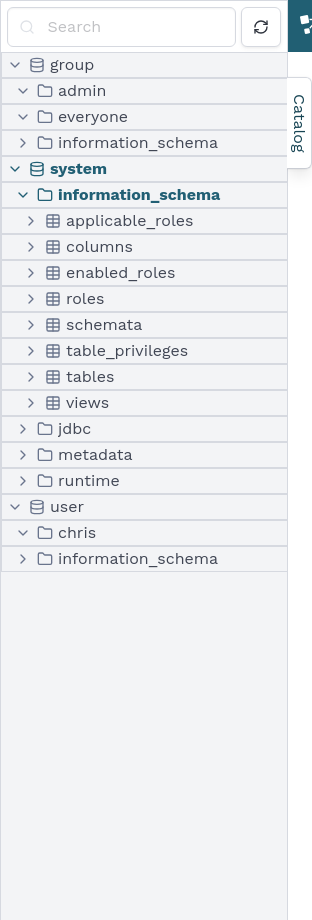 Search
group
admin
everyone
information_schema
system
information_schema
applicable_roles
columns
enabled_roles
roles
schemata
table_privileges
tables
views
jdbc
metadata
runtime
user
chris
information_schema
Catalog